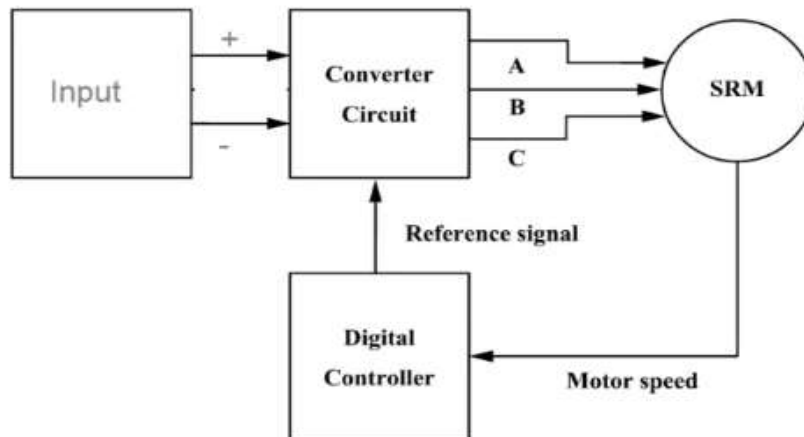 +
Input
-
Converter
Circuit
A
B
C
SRM
Reference signal
Digital
Controller
Motor speed